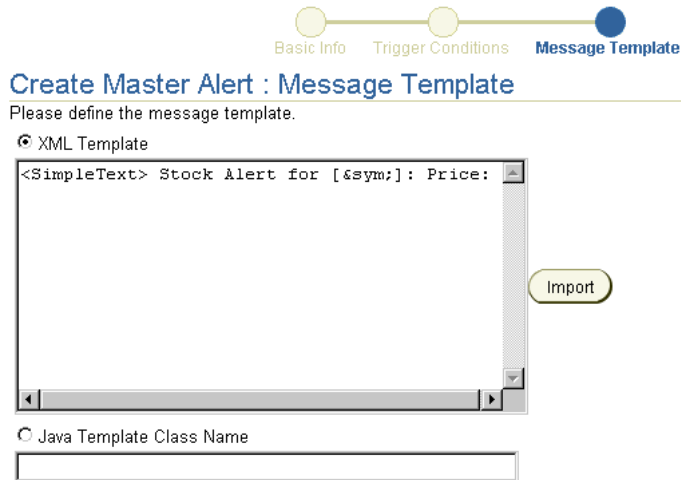 Basic Info Trigger Conditions Message Template
Create Master Alert : Message Template
Please define the message template.
XML Template
<SimpleText> Stock Alert for [&sym;]: Price:
Import
Java Template Class Name